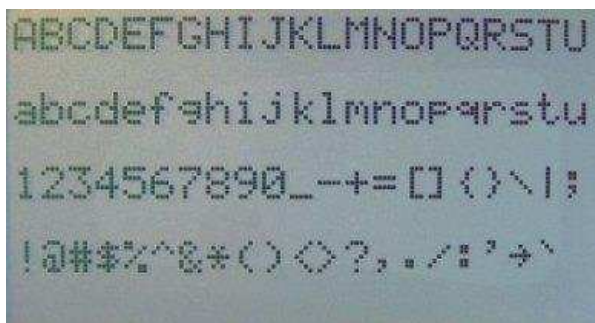 ABCDEFGHIJKLMNOPQRSTU
abcdefghijklmnopqrstu
1234567890_-+=[]{}\|;
!@#$%^&*()<>?,./:'→`